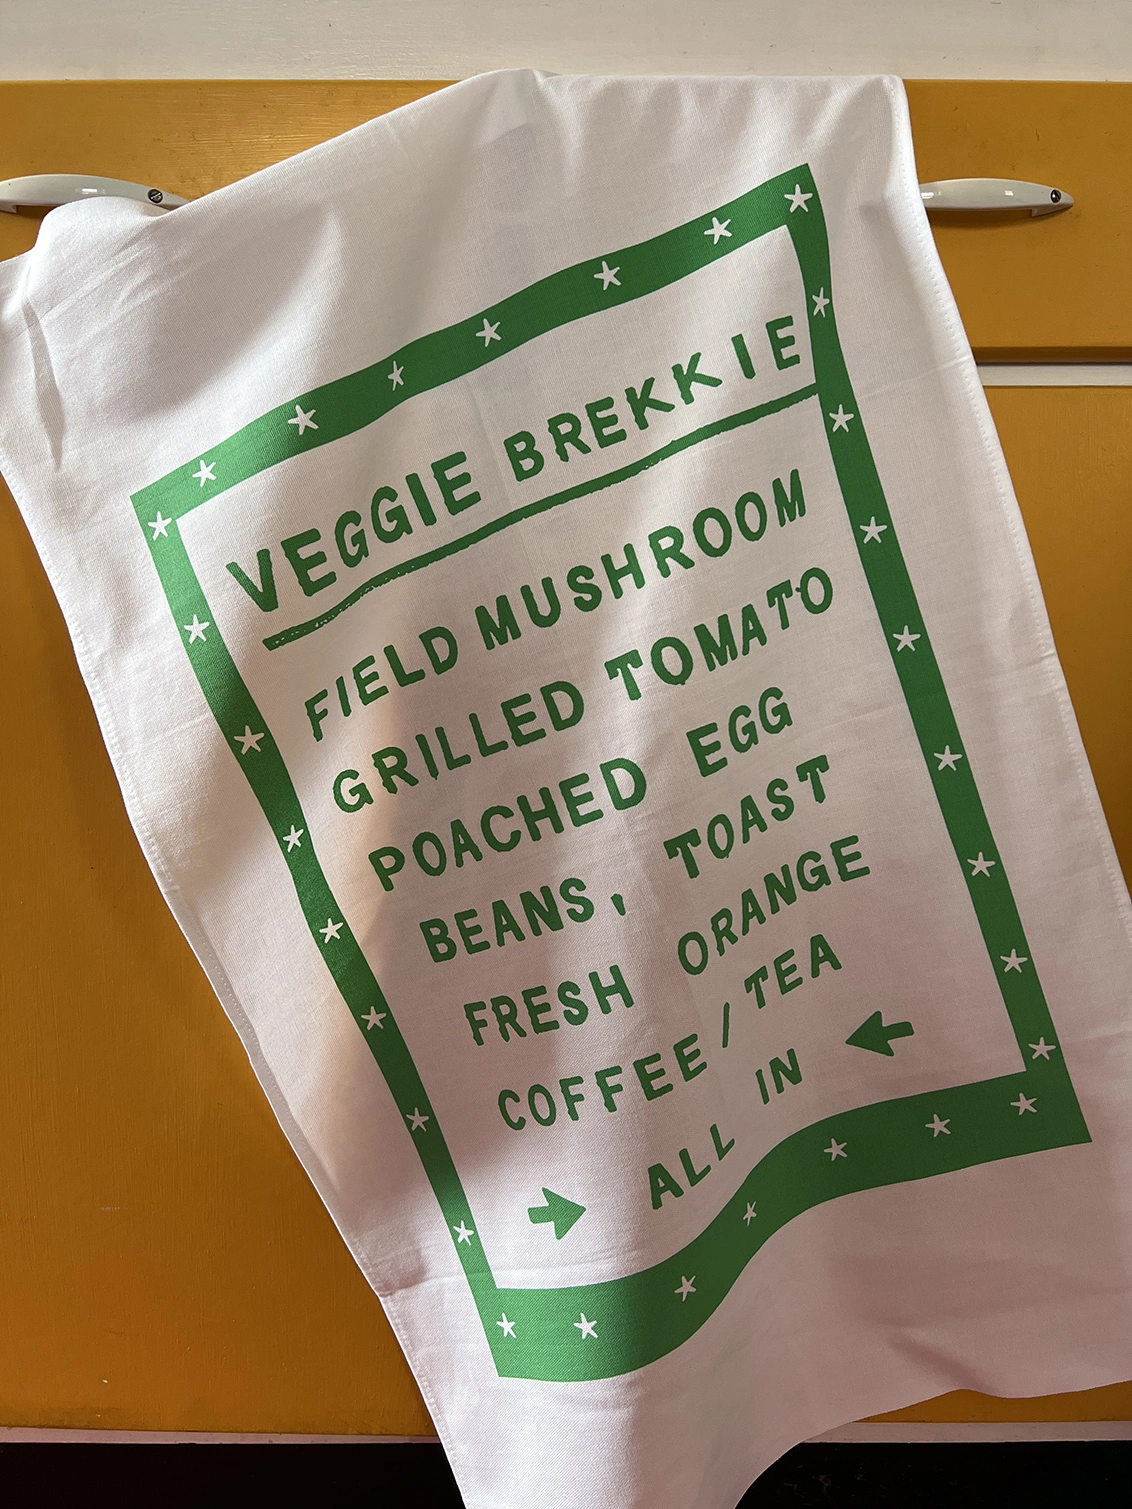 VEGGIE BREKKIE
FIELD MUSHROOM
GRILLED TOMATO
POACHED EGG
BEANS, TOAST
FRESH ORANGE
COFFEE/TEA
ALL IN